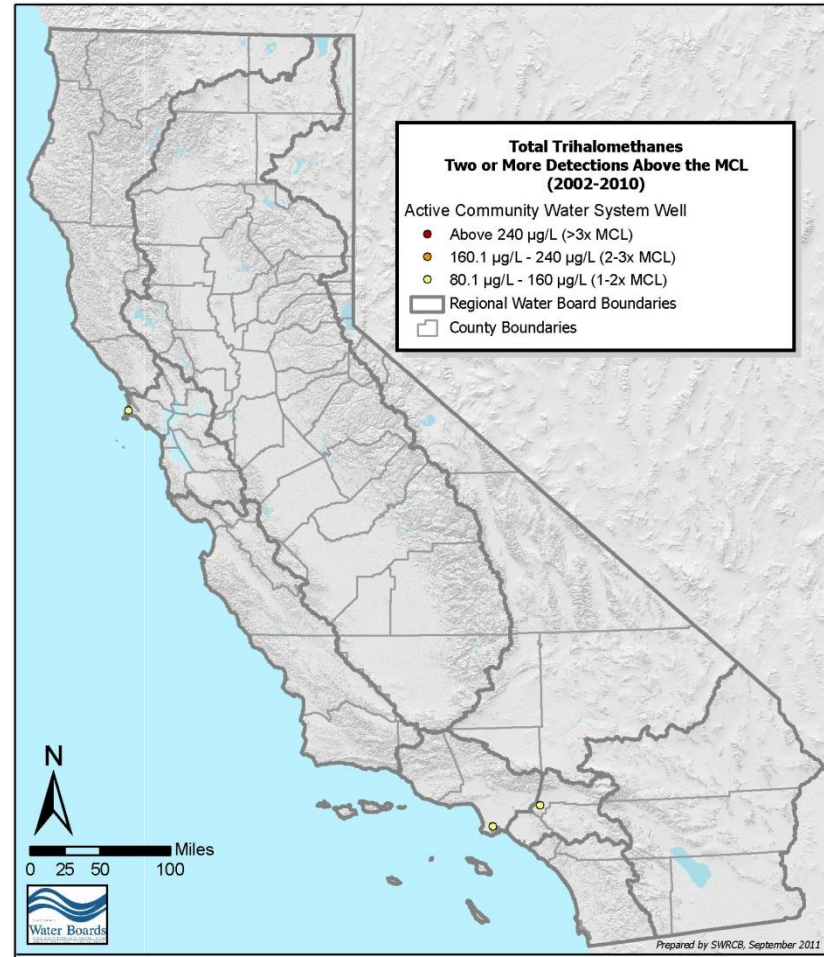 Total Trihalomethanes
Two or More Detections Above the MCL
(2002-2010)
Active Community Water System Well
Above 240 µg/L (>3x MCL)
160.1 µg/L - 240 µg/L (2-3x MCL)
80.1 µg/L - 160 µg/L (1-2x MCL)
Regional Water Board Boundaries
County Boundaries
N
Miles
0 25 50 100
Water Boards
Prepared by SWRCB, September 2011